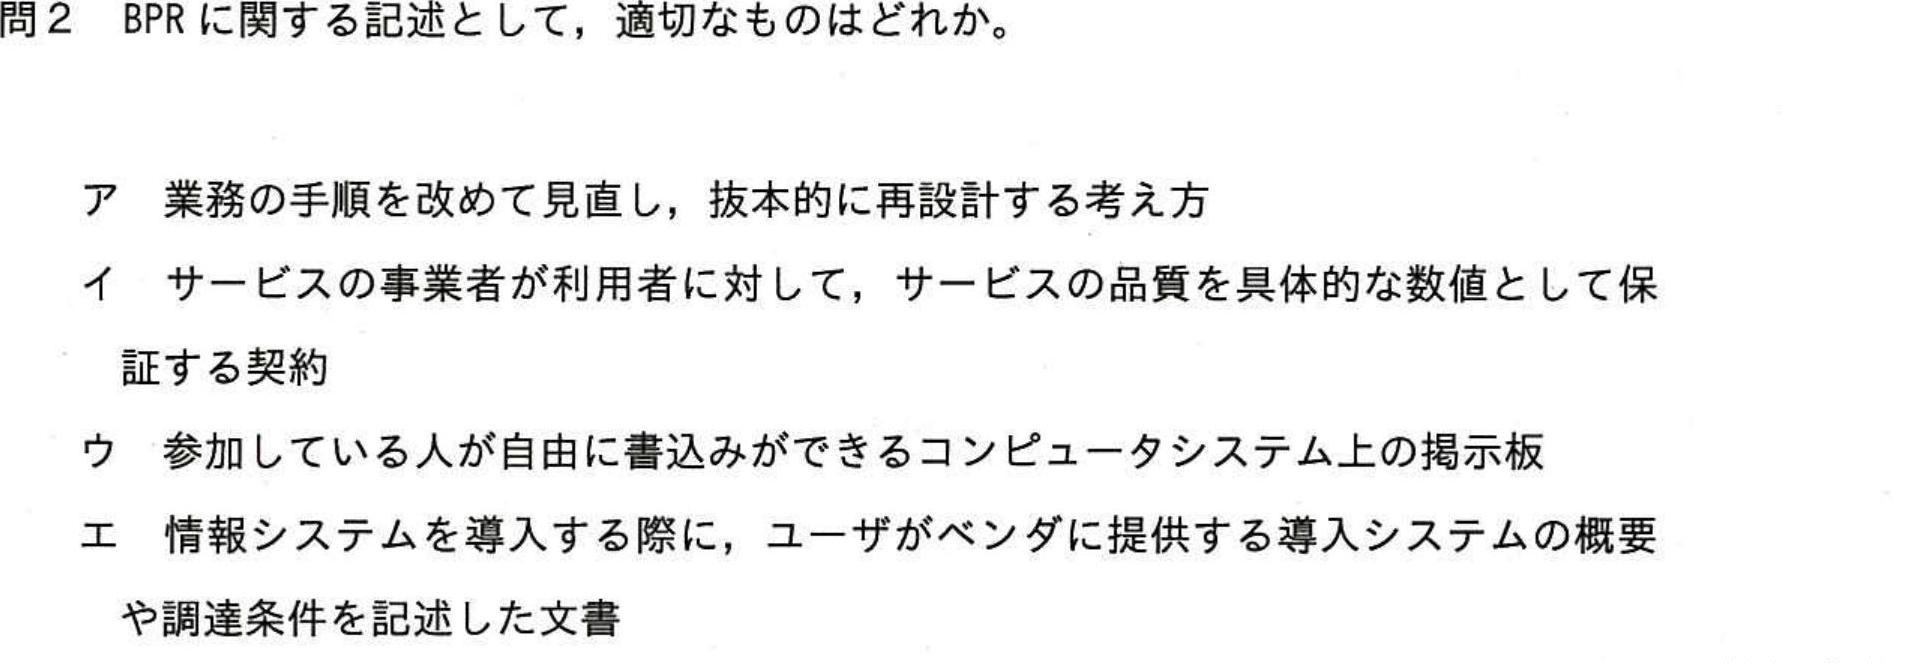 問2 BPRに関する記述として，適切なものはどれか。
ア 業務の手順を改めて見直し，抜本的に再設計する考え方
イ サービスの事業者が利用者に対して，サービスの品質を具体的な数値として保
証する契約
ウ 参加している人が自由に書込みができるコンピュータシステム上の掲示板
エ 情報システムを導入する際に，ユーザがベンダに提供する導入システムの概要
や調達条件を記述した文書